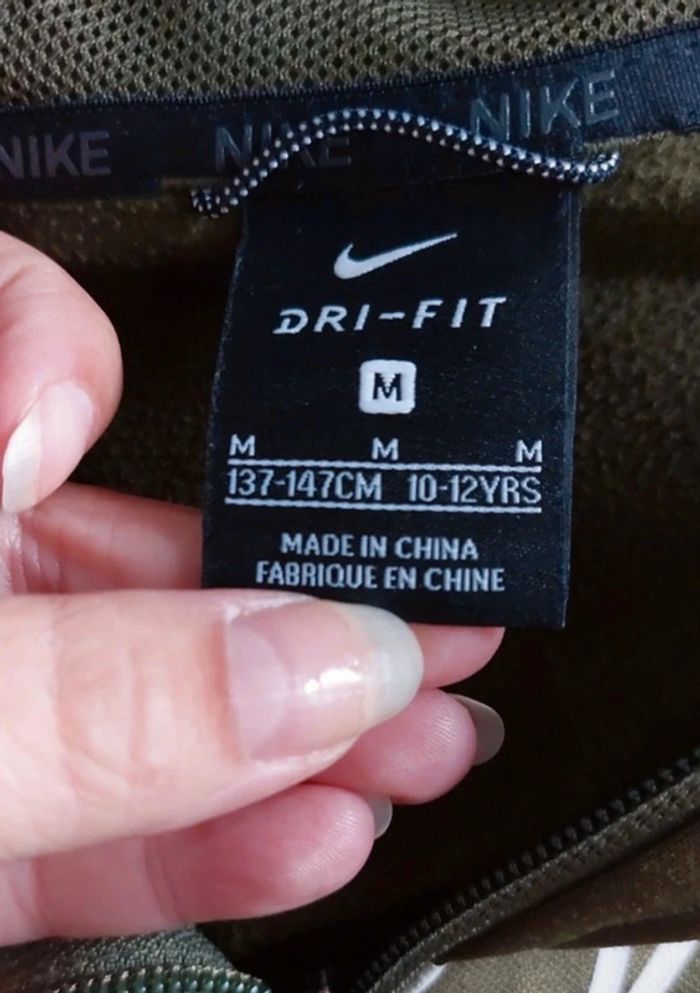 NIKE NIKE NIKE
DRI-FIT
M
M M M
137-147CM 10-12YRS
MADE IN CHINA
FABRIQUE EN CHINE